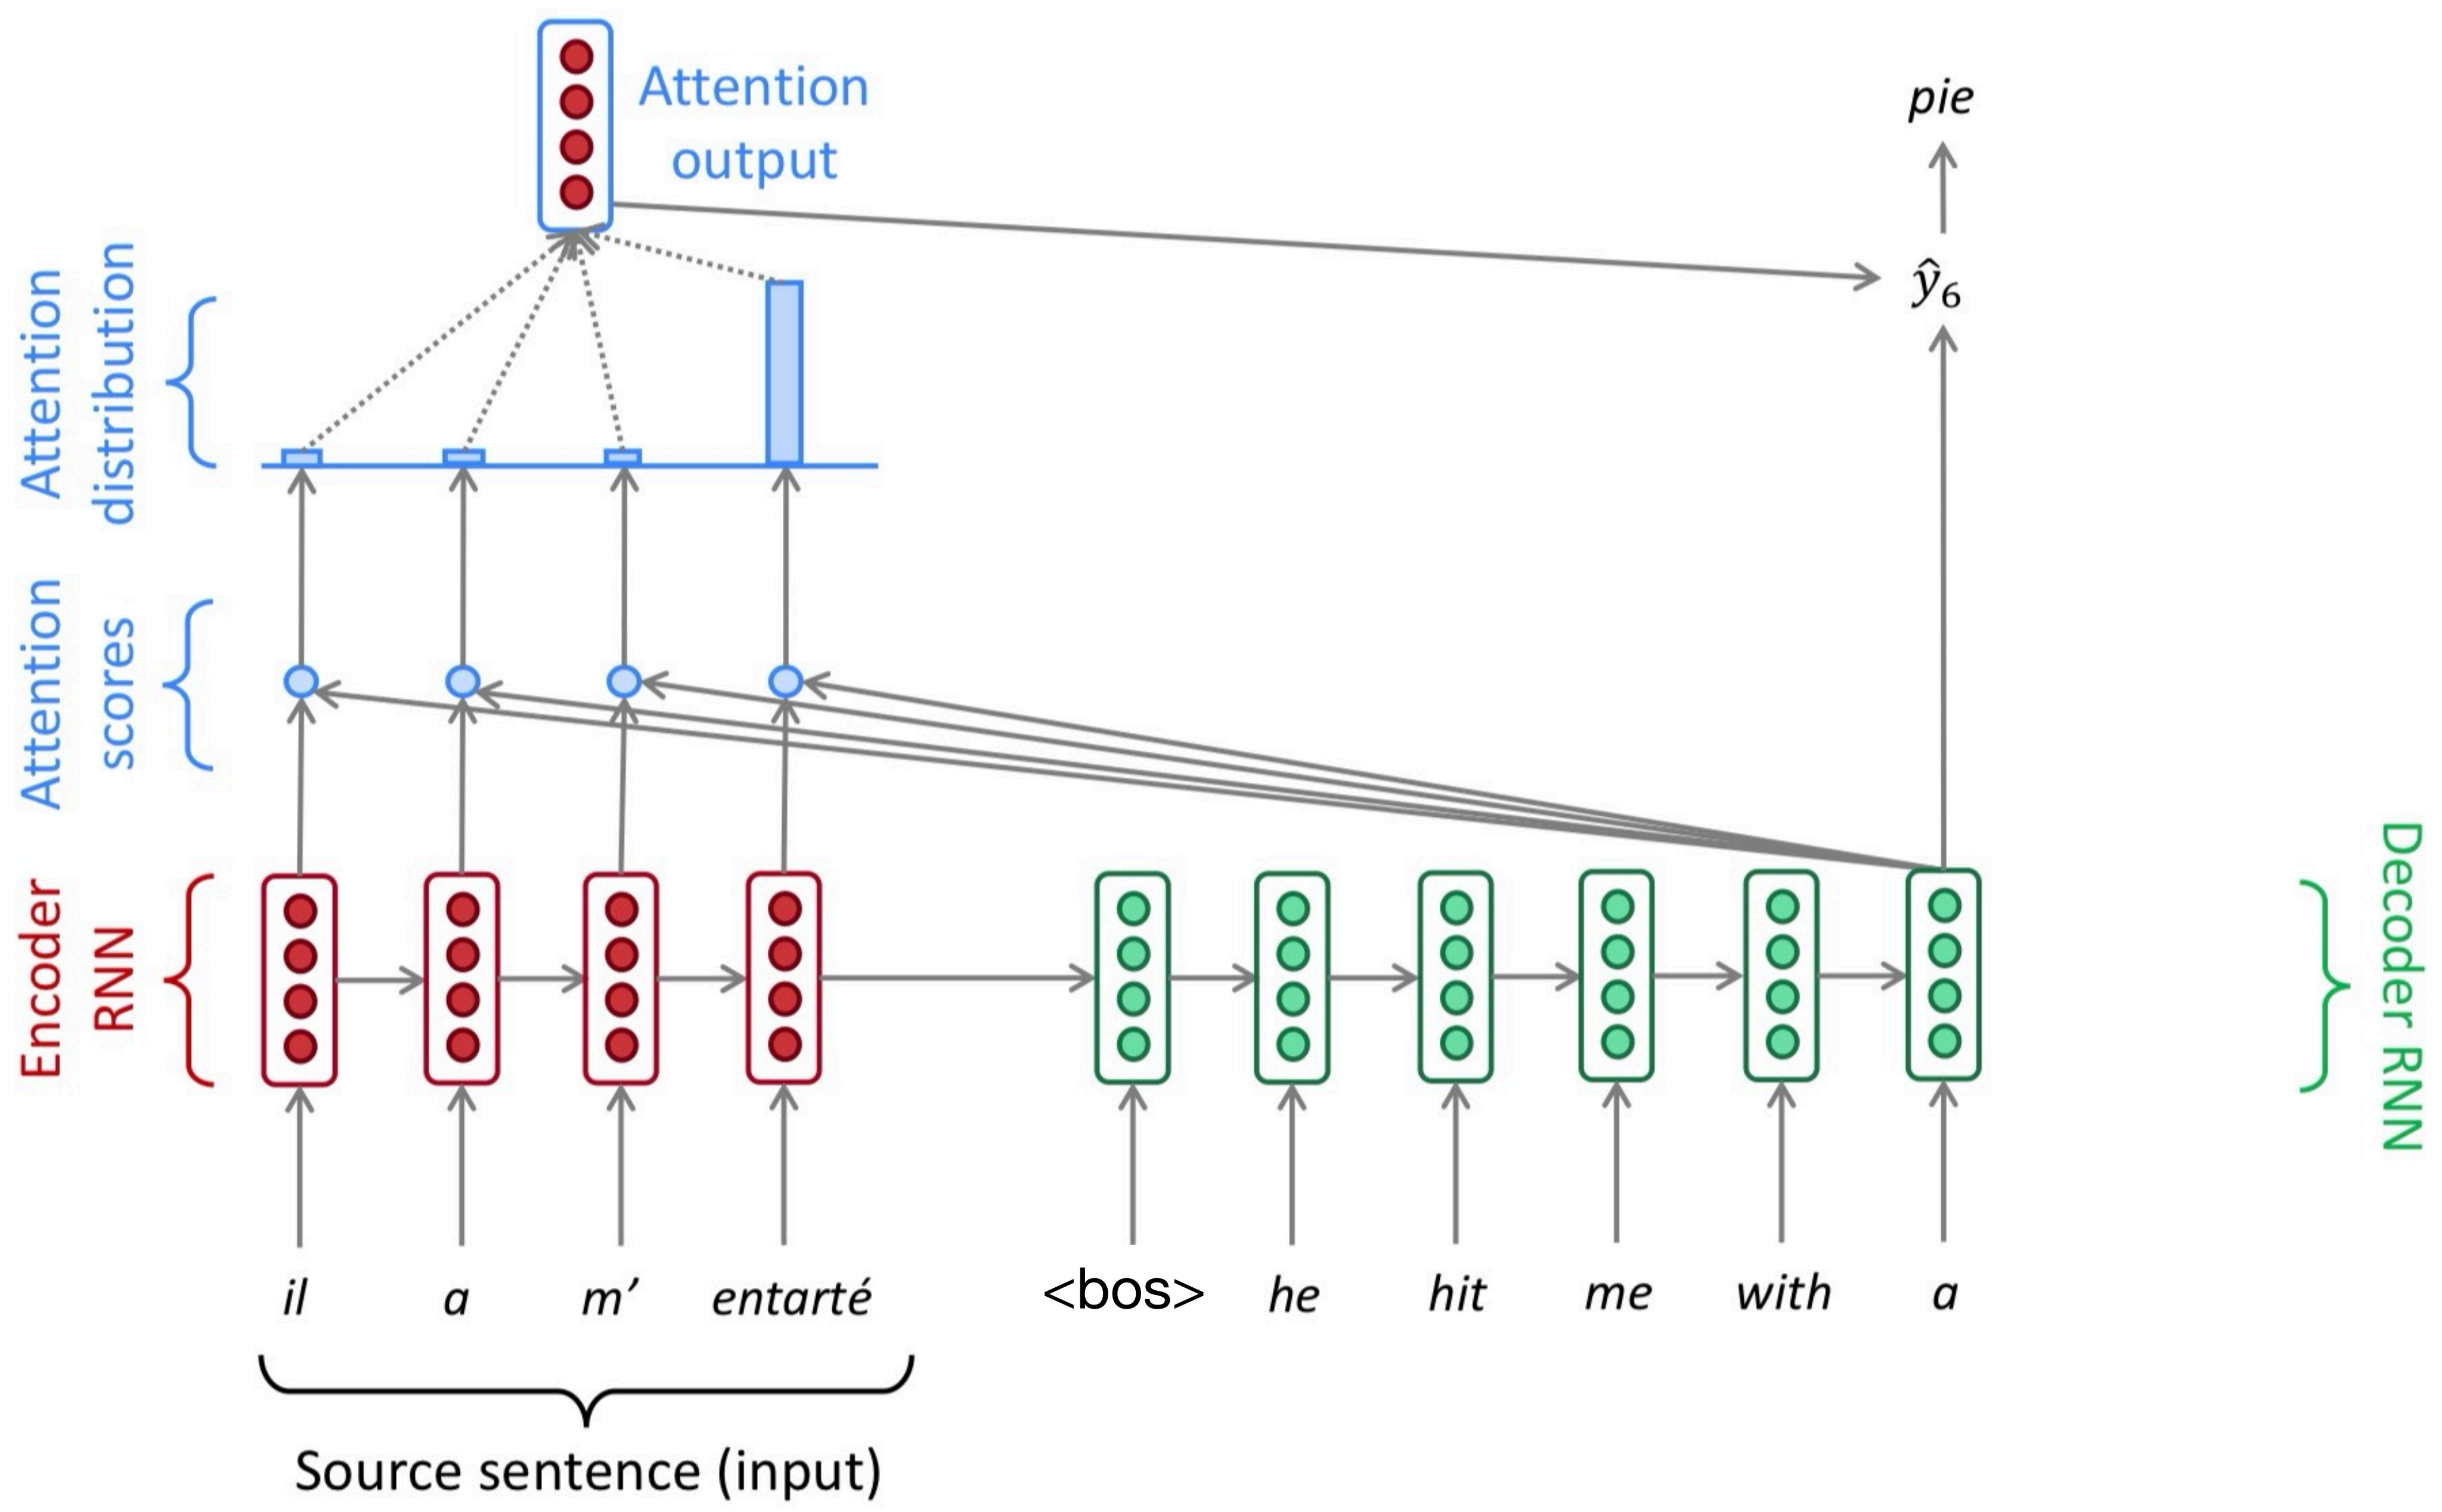 Attention
output
pie
ŷ6
Attention
distribution
Attention
scores
Encoder
RNN
Decoder RNN
il a m’ entarté <bos> he hit me with a
Source sentence (input)